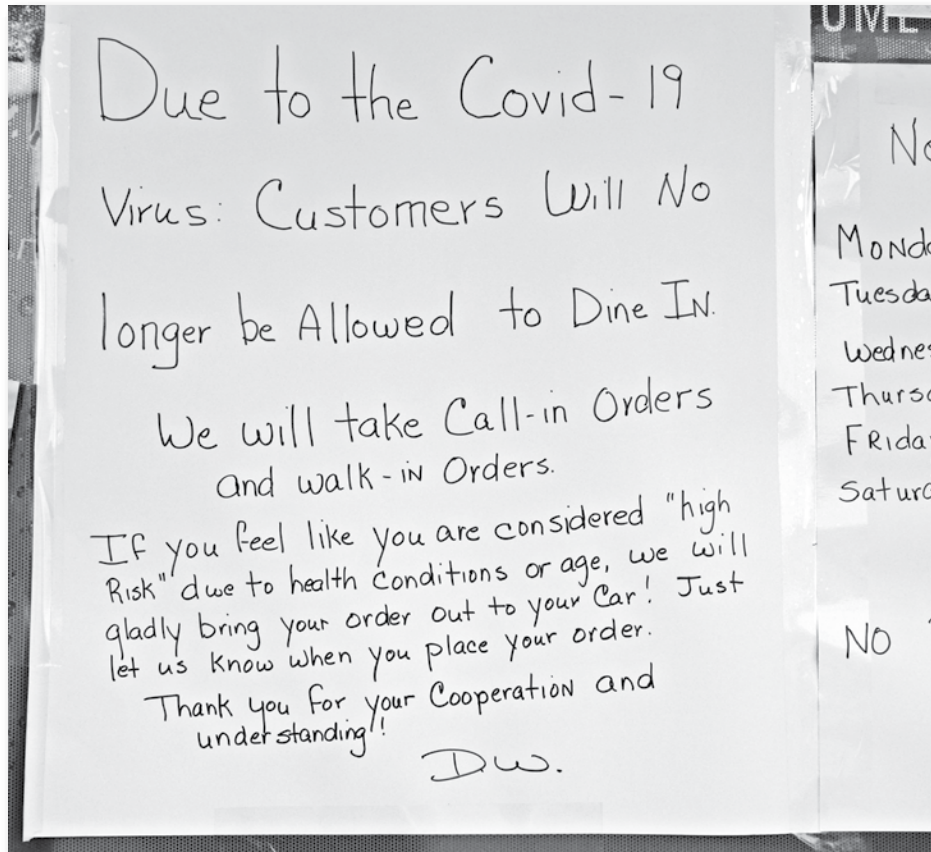 Due to the Covid-19
Virus: Customers Will No
longer be Allowed to Dine IN.
We will take Call-in Orders
and walk-iN Orders.
If you feel like you are considered "high
Risk" due to health Conditions or age, we will
gladly bring your order out to your Car! Just
let us know when you place your order.
Thank you for your CooperatioN and
understanding!!
D.W.
NO